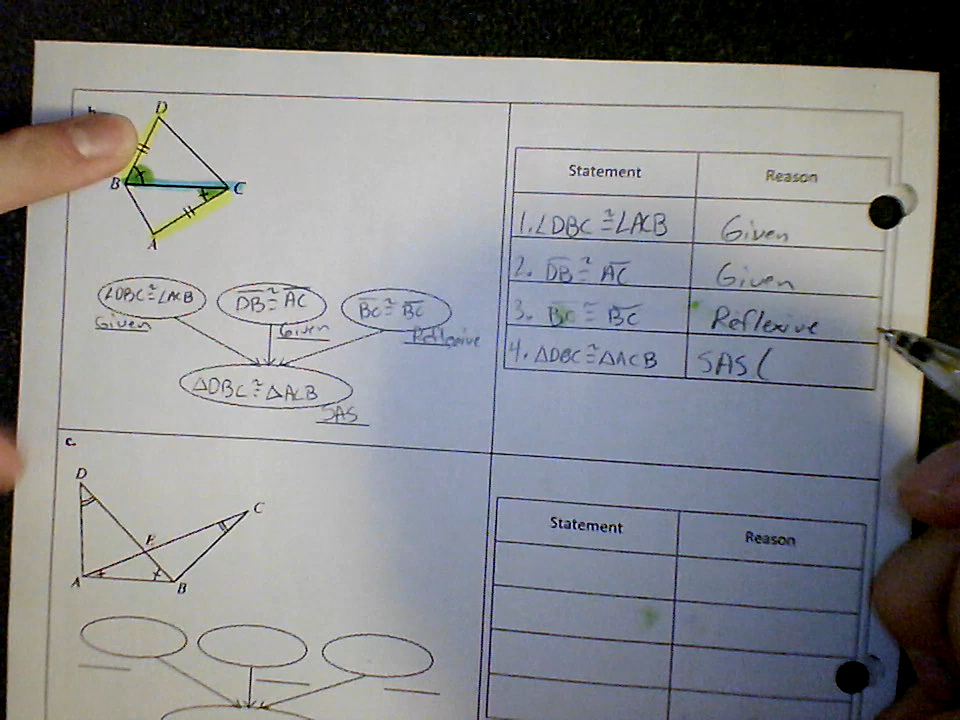 D
B
C
A
∠DBC ≅ ∠ACB
Given
DB ≅ AC
Given
BC ≅ BC
Reflexive
△DBC ≅ △ACB
SAS
Statement Reason
1. ∠DBC ≅ ∠ACB Given
2. DB ≅ AC Given
3. BC ≅ BC Reflexive
4. △DBC ≅ △ACB SAS (
c.
D
C
E
A
B
Statement Reason